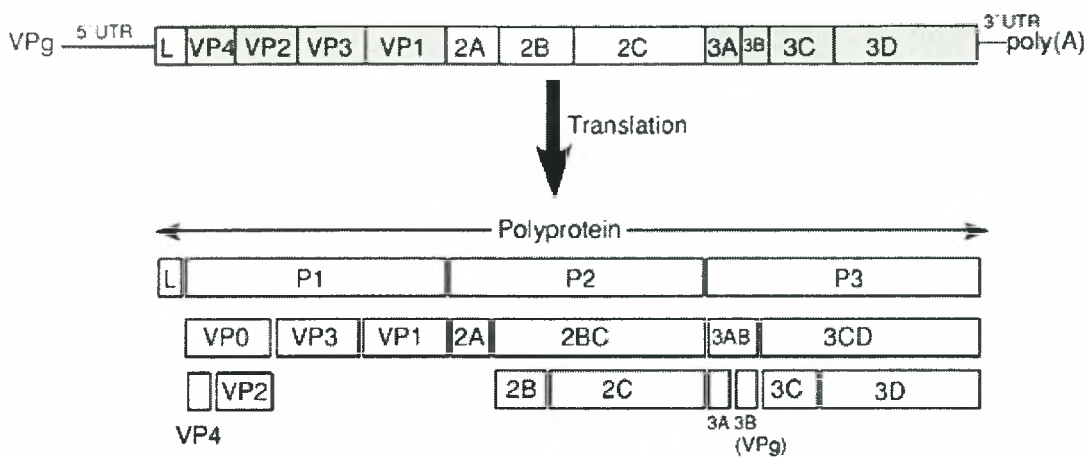 5' UTR 3' UTR
VPg L VP4 VP2 VP3 VP1 2A 2B 2C 3A 3B 3C 3D poly(A)
Translation
Polyprotein
L P1 P2 P3
VP0 VP3 VP1 2A 2BC 3AB 3CD
VP2 2B 2C 3C 3D
VP4 3A 3B
(VPg)